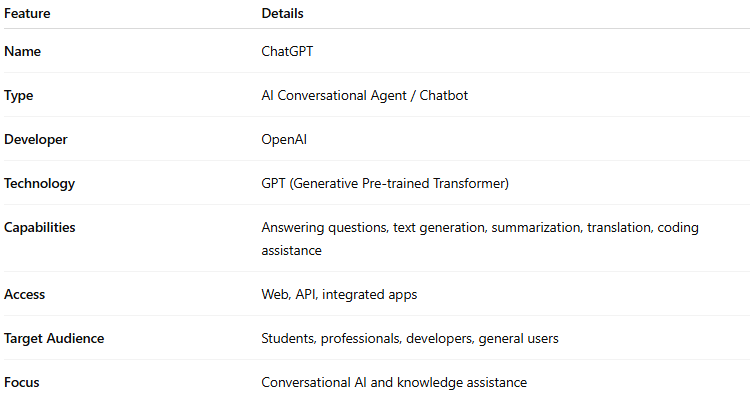 Feature Details
Name ChatGPT
Type AI Conversational Agent / Chatbot
Developer OpenAI
Technology GPT (Generative Pre-trained Transformer)
Capabilities Answering questions, text generation, summarization, translation, coding
assistance
Access Web, API, integrated apps
Target Audience Students, professionals, developers, general users
Focus Conversational AI and knowledge assistance